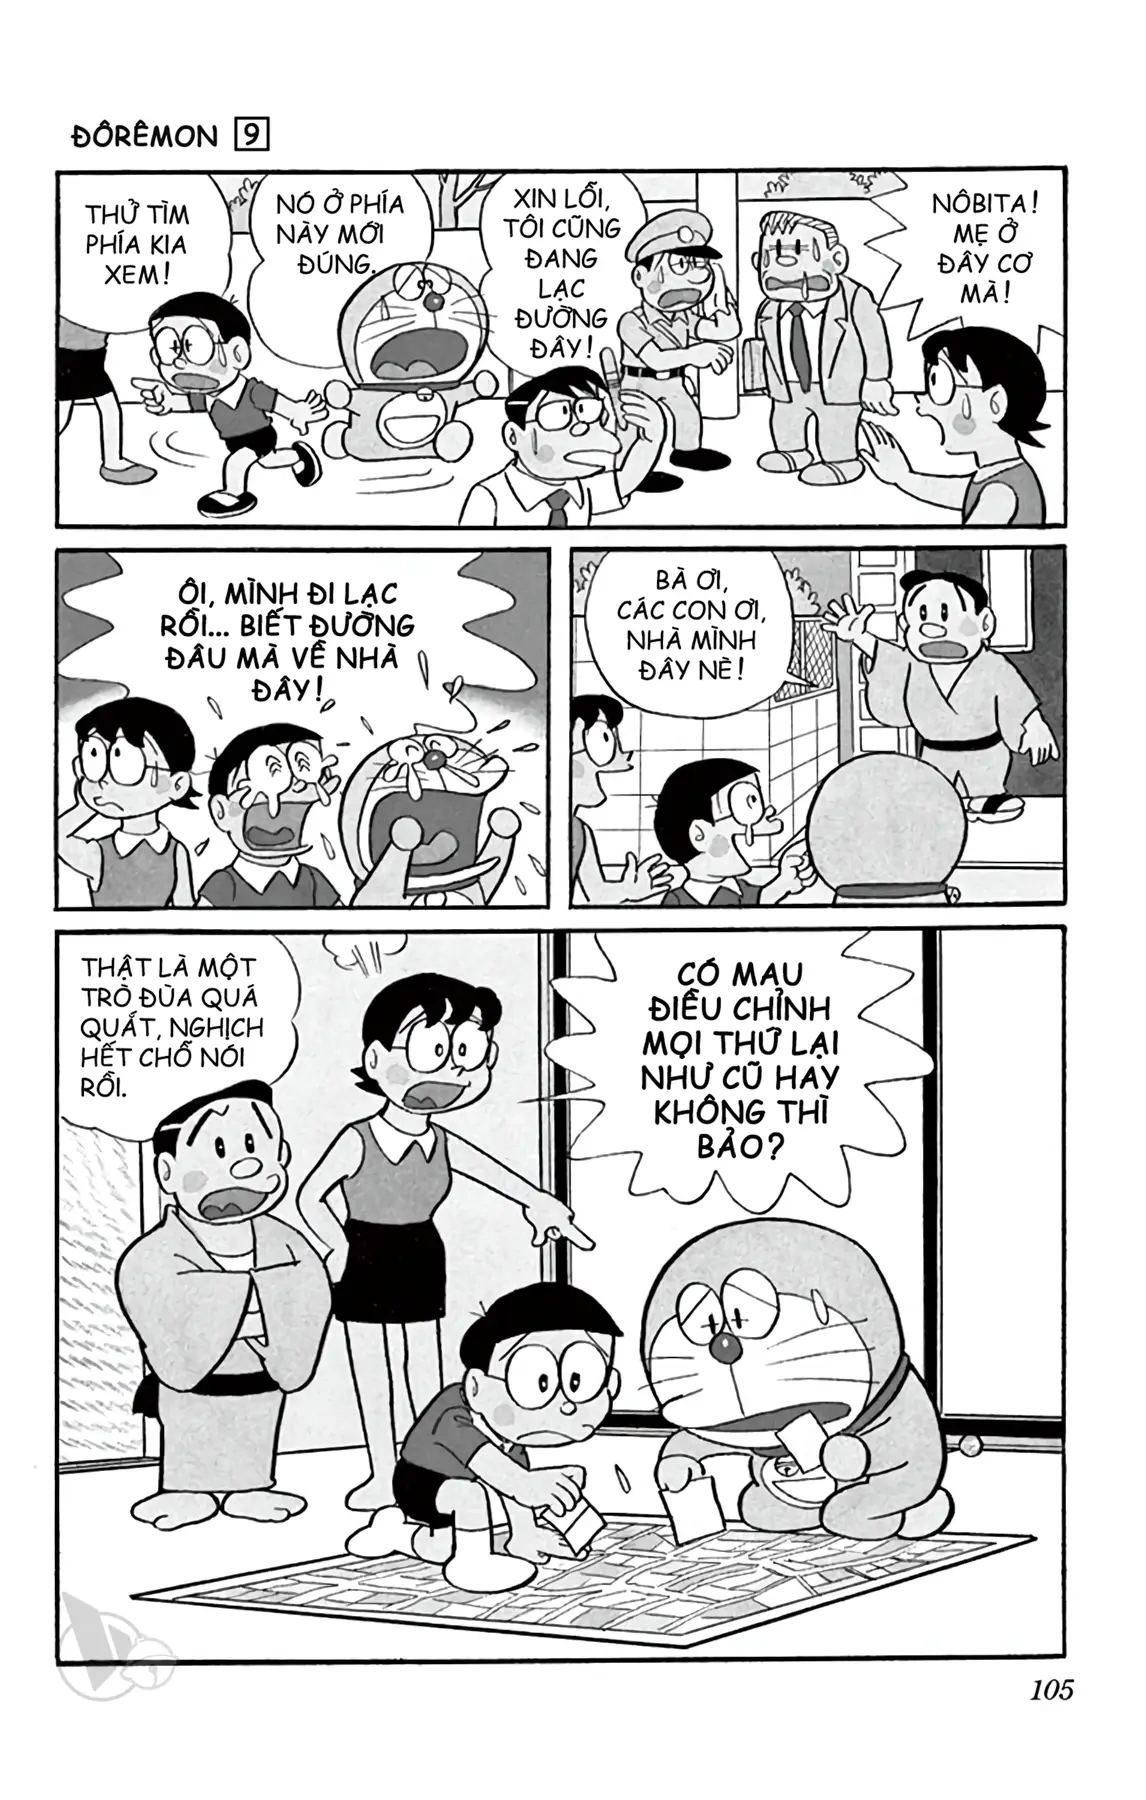 ĐÔRÊMON 9
THỬ TÌM
PHÍA KIA
XEM!
NÓ Ở PHÍA
NÀY MỚI
ĐÚNG.
XIN LỖI,
TÔI CŨNG
ĐANG
LẠC
ĐƯỜNG
ĐÂY!
NÔBITA!
MẸ Ở
ĐÂY CƠ
MÀ!
ÔI, MÌNH ĐI LẠC
RỒI... BIẾT ĐƯỜNG
ĐÂU MÀ VỀ NHÀ
ĐÂY!
BÀ ƠI,
CÁC CON ƠI,
NHÀ MÌNH
ĐÂY NÈ!
THẬT LÀ MỘT
TRÒ ĐÙA QUÁ
QUẮT, NGHỊCH
HẾT CHỖ NÓI
RỒI.
CÓ MAU
ĐIỀU CHỈNH
MỌI THỨ LẠI
NHƯ CŨ HAY
KHÔNG THÌ
BẢO?
105